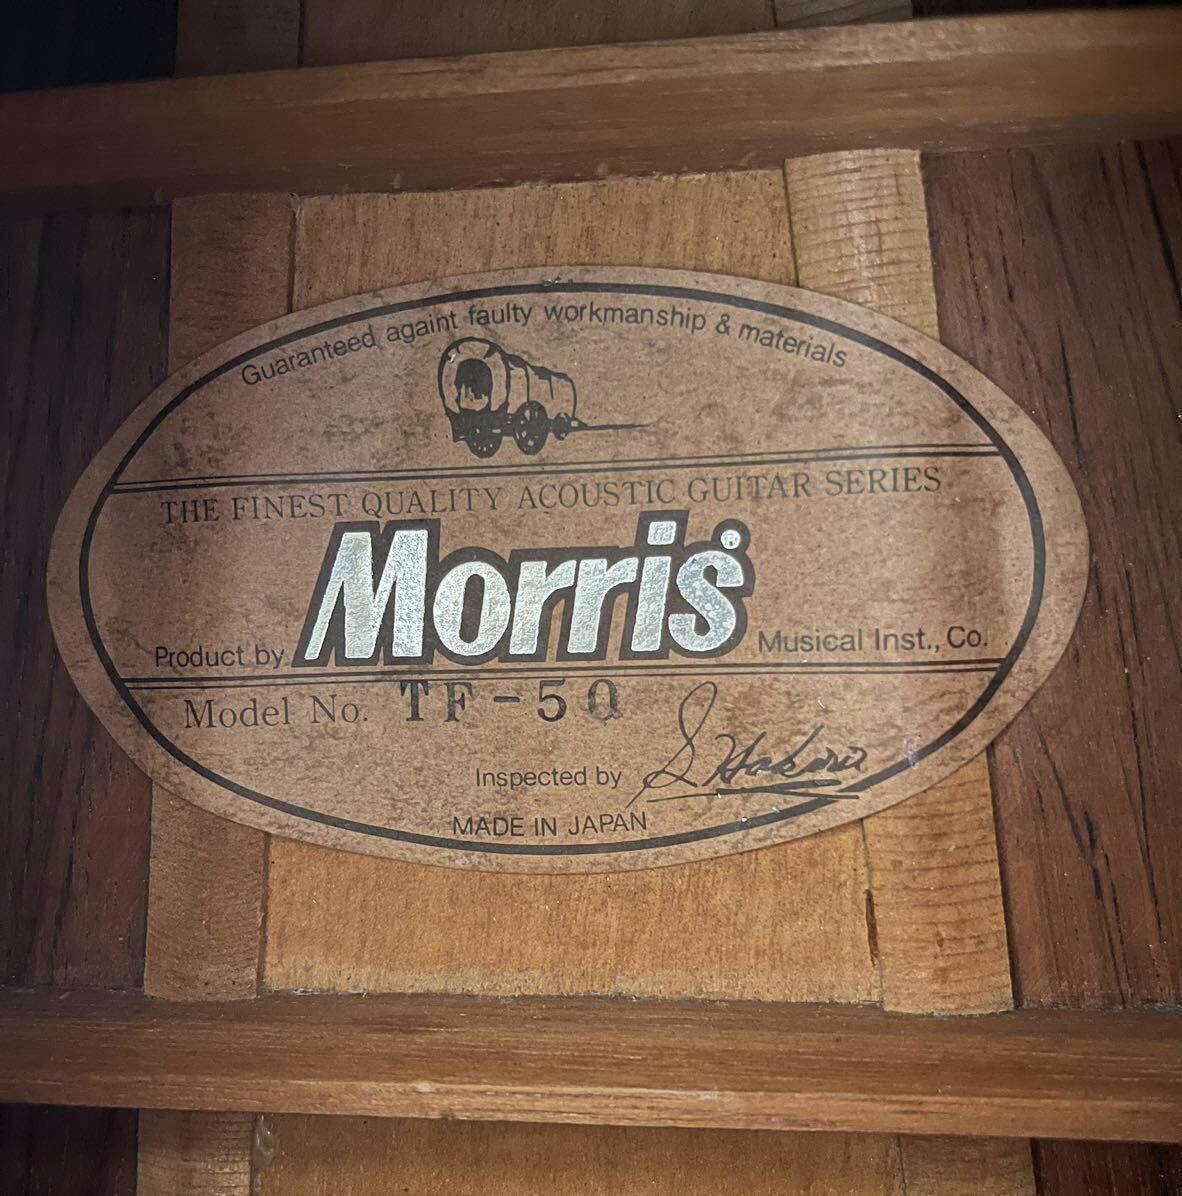 Guaranteed againt faulty workmanship & materials
THE FINEST QUALITY ACOUSTIC GUITAR SERIES
Product by Morris® Musical Inst., Co.
Model No. TF-50
Inspected by S. Hakari
MADE IN JAPAN